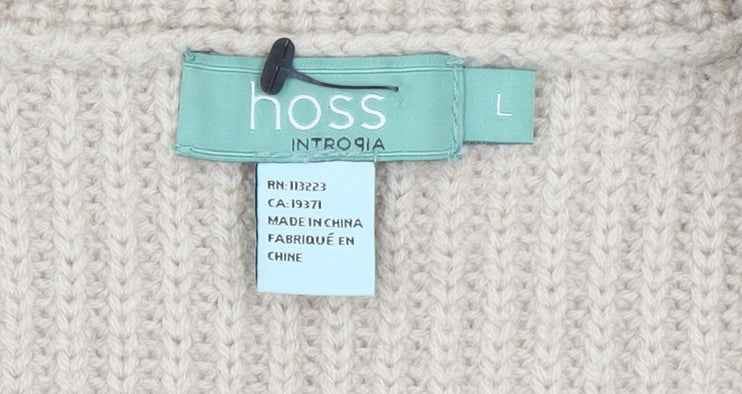 hoss
INTROPIA
L
RN: 113223
CA: 19371
MADE IN CHINA
FABRIQUÉ EN
CHINE